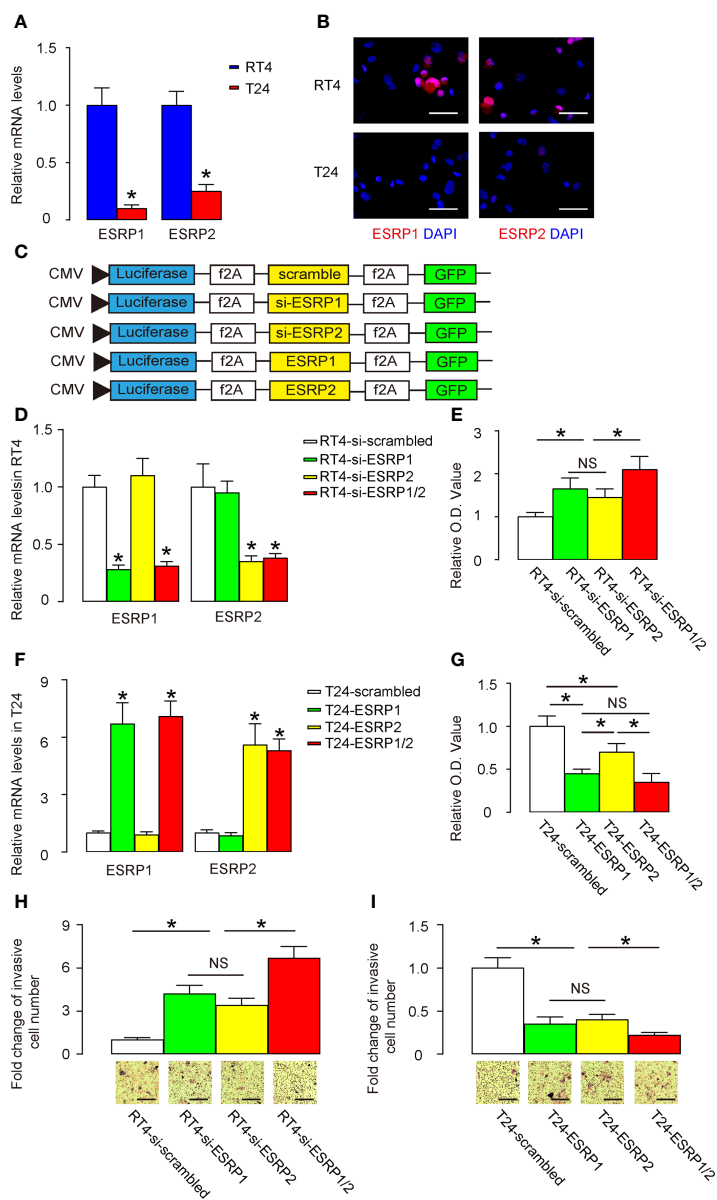 A
Relative mRNA levels
1.0
0.5
0
RT4
T24
*
*
ESRP1
ESRP2
B
RT4
T24
ESRP1 DAPI
ESRP2 DAPI
C
CMV Luciferase f2A scramble f2A GFP
CMV Luciferase f2A si-ESRP1 f2A GFP
CMV Luciferase f2A si-ESRP2 f2A GFP
CMV Luciferase f2A ESRP1 f2A GFP
CMV Luciferase f2A ESRP2 f2A GFP
D
Relative mRNA levelsin RT4
1.5
1.0
0.5
0
*
*
*
*
ESRP1
ESRP2
RT4-si-scrambled
RT4-si-ESRP1
RT4-si-ESRP2
RT4-si-ESRP1/2
E
Relative O.D. Value
3
2
1
0
*
*
NS
RT4-si-scrambled
RT4-si-ESRP1
RT4-si-ESRP2
RT4-si-ESRP1/2
F
Relative mRNA levels in T24
9
6
3
0
*
*
*
*
ESRP1
ESRP2
T24-scrambled
T24-ESRP1
T24-ESRP2
T24-ESRP1/2
G
Relative O.D. Value
1.5
1.0
0.5
0
*
*
NS
*
*
T24-scrambled
T24-ESRP1
T24-ESRP2
T24-ESRP1/2
H
Fold change of invasive
cell number
9
6
3
0
*
*
NS
RT4-si-scrambled
RT4-si-ESRP1
RT4-si-ESRP2
RT4-si-ESRP1/2
I
Fold change of invasive
cell number
1.5
1.0
0.5
0
*
*
NS
T24-scrambled
T24-ESRP1
T24-ESRP2
T24-ESRP1/2